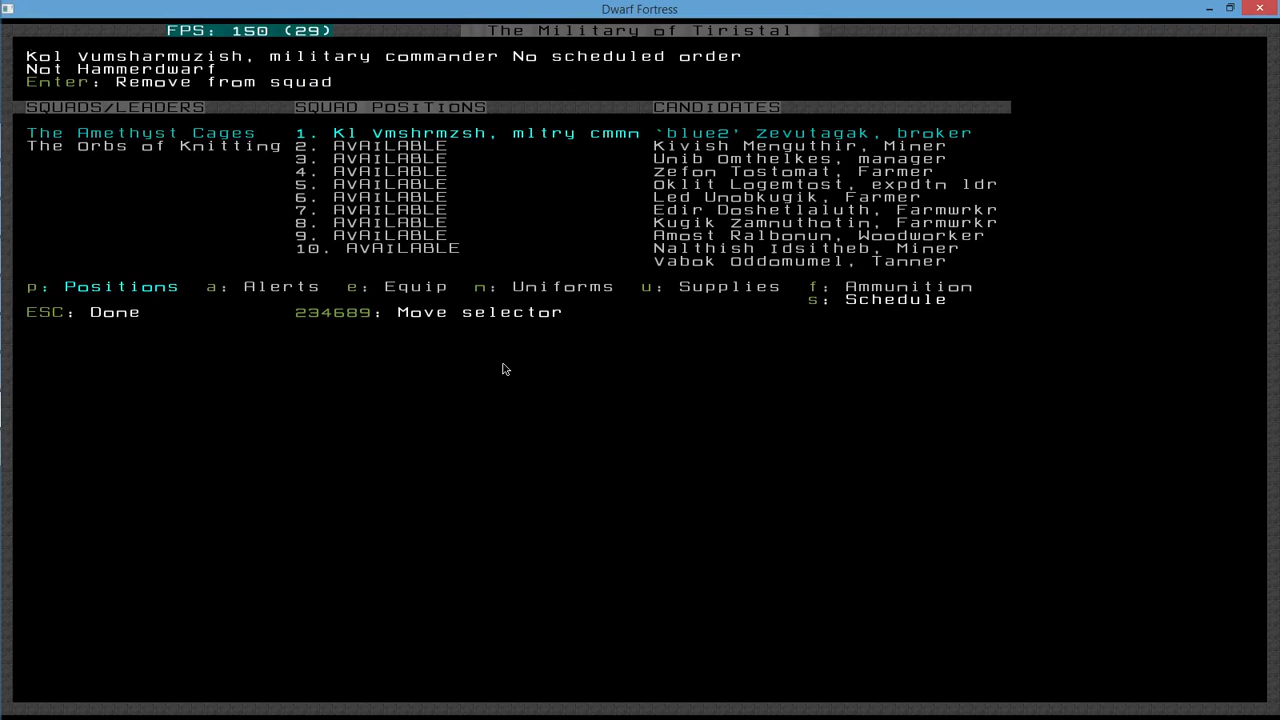 Dwarf Fortress
FPS: 150 (29)
The Military of Tiristal
Kol Vumsharmuzish, military commander No scheduled order
Not Hammerdwarf
Enter: Remove from squad
SQUADS/LEADERS SQUAD POSITIONS CANDIDATES
The Amethyst Cages 1. Kl Vmshrmzsh, mltry cmmn `blue2' Zevutagak, broker
The Orbs of Knitting 2. AVAILABLE Kivish Menguthir, Miner
3. AVAILABLE Unib Omthelkes, manager
4. AVAILABLE Zefon Tostomat, Farmer
5. AVAILABLE Oklit Logemtost, expdtn ldr
6. AVAILABLE Led Unobkugik, Farmer
7. AVAILABLE Edir Doshetlaluth, Farmwrkr
8. AVAILABLE Kugik Zamnuthotin, Farmwrkr
9. AVAILABLE Amost Ralbonun, Woodworker
10. AVAILABLE Nalthish Idsitheb, Miner
Vabok Oddomumel, Tanner
p: Positions a: Alerts e: Equip n: Uniforms u: Supplies f: Ammunition
s: Schedule
ESC: Done 234689: Move selector